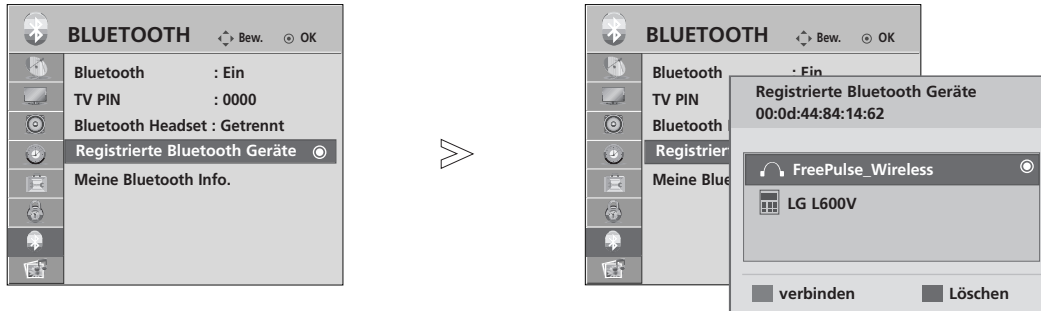 BLUETOOTH Bew. OK
Bluetooth : Ein
TV PIN : 0000
Bluetooth Headset : Getrennt
Registrierte Bluetooth Geräte
Meine Bluetooth Info.
BLUETOOTH Bew. OK
Bluetooth : Ein
TV PIN
Bluetooth
Registrier
Meine Blue
Registrierte Bluetooth Geräte
00:0d:44:84:14:62
FreePulse_Wireless
LG L600V
verbinden Löschen